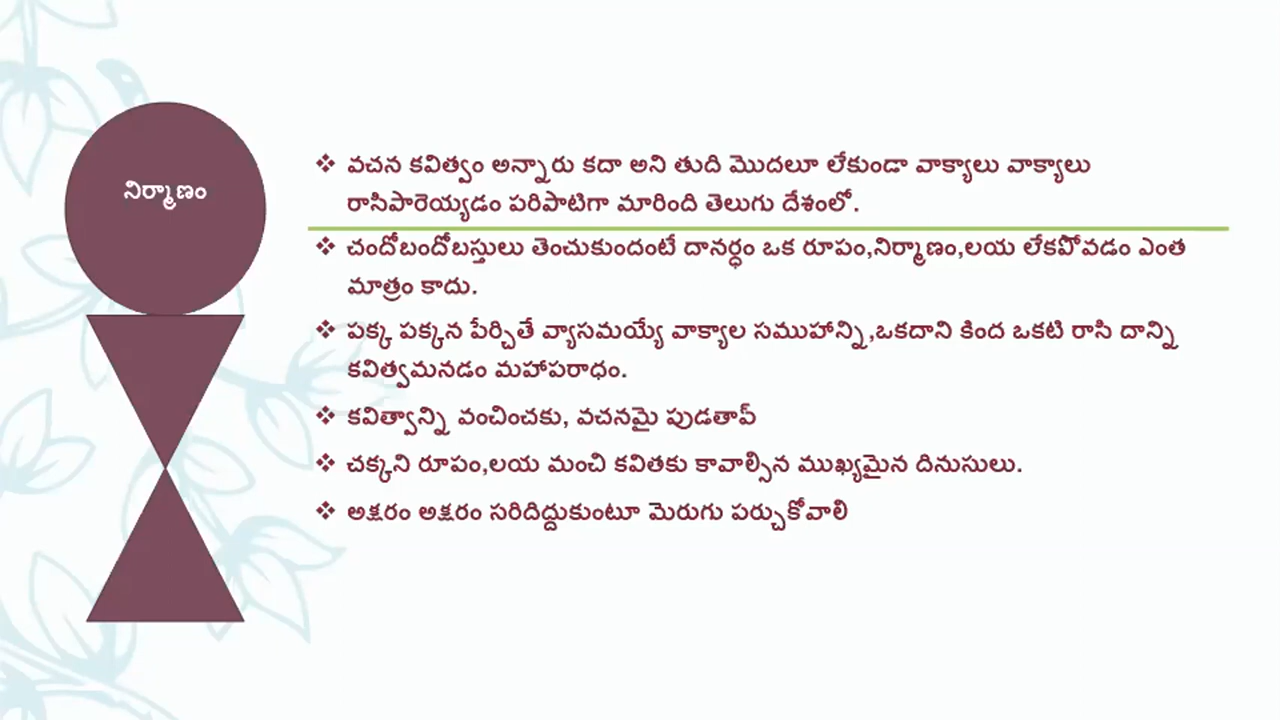 నిర్మాణం
❖ వచన కవిత్వం అన్నారు కదా అని తుది మొదలూ లేకుండా వాక్యాలు వాక్యాలు
రాసిపారెయ్యడం పరిపాటిగా మారింది తెలుగు దేశంలో.
❖ చందోబందోబస్తులు తెంచుకుందంటే దానర్ధం ఒక రూపం,నిర్మాణం,లయ లేకపోవడం ఎంత
మాత్రం కాదు.
❖ పక్క పక్కన పేర్చితే వ్యాసమయ్యే వాక్యాల సముహాన్ని,ఒకదాని కింద ఒకటి రాసి దాన్ని
కవిత్వమనడం మహాపరాధం.
❖ కవిత్వాన్ని వంచించకు, వచనమై పుడతావ్
❖ చక్కని రూపం,లయ మంచి కవితకు కావాల్సిన ముఖ్యమైన దినుసులు.
❖ అక్షరం అక్షరం సరిదిద్దుకుంటూ మెరుగు పర్చుకోవాలి